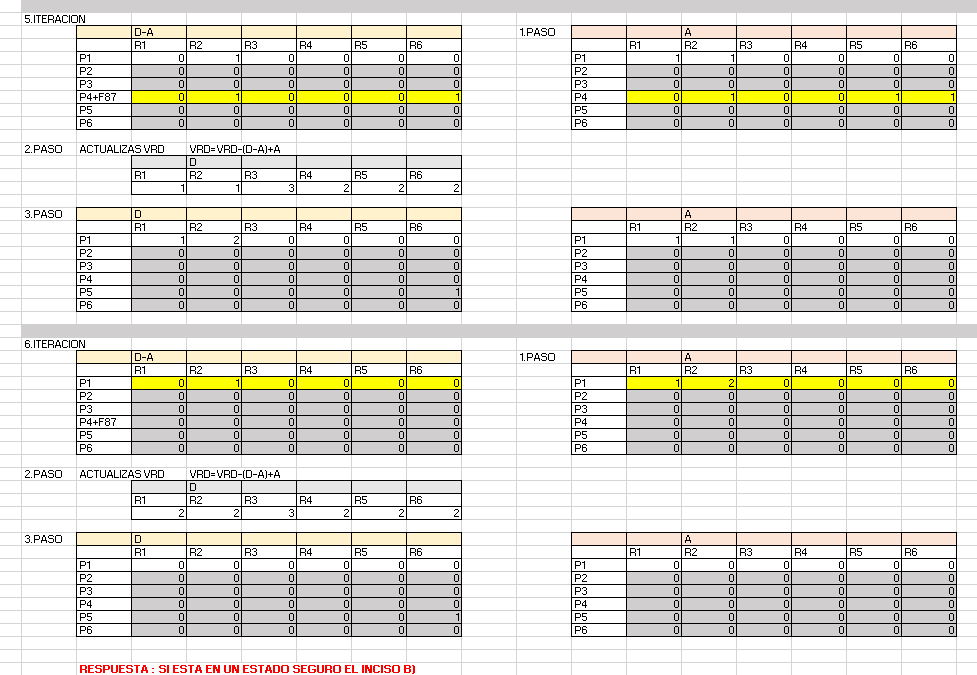 5.ITERACION
D-A 1.PASO A
R1 R2 R3 R4 R5 R6 R1 R2 R3 R4 R5 R6
P1 0 1 0 0 0 0 P1 1 1 0 0 0 0
P2 0 0 0 0 0 0 P2 0 0 0 0 0 0
P3 0 0 0 0 0 0 P3 0 0 0 0 0 0
P4+F87 0 1 0 0 0 1 P4 0 1 0 0 1 1
P5 0 0 0 0 0 0 P5 0 0 0 0 0 0
P6 0 0 0 0 0 0 P6 0 0 0 0 0 0
2.PASO ACTUALIZAS VRD VRD=VRD-(D-A)+A
D
R1 R2 R3 R4 R5 R6
1 1 3 2 2 2
3.PASO D A
R1 R2 R3 R4 R5 R6 R1 R2 R3 R4 R5 R6
P1 1 2 0 0 0 0 P1 1 1 0 0 0 0
P2 0 0 0 0 0 0 P2 0 0 0 0 0 0
P3 0 0 0 0 0 0 P3 0 0 0 0 0 0
P4 0 0 0 0 0 0 P4 0 0 0 0 0 0
P5 0 0 0 0 0 1 P5 0 0 0 0 0 0
P6 0 0 0 0 0 0 P6 0 0 0 0 0 0
6.ITERACION
D-A 1.PASO A
R1 R2 R3 R4 R5 R6 R1 R2 R3 R4 R5 R6
P1 0 1 0 0 0 0 P1 1 2 0 0 0 0
P2 0 0 0 0 0 0 P2 0 0 0 0 0 0
P3 0 0 0 0 0 0 P3 0 0 0 0 0 0
P4+F87 0 0 0 0 0 0 P4 0 0 0 0 0 0
P5 0 0 0 0 0 0 P5 0 0 0 0 0 0
P6 0 0 0 0 0 0 P6 0 0 0 0 0 0
2.PASO ACTUALIZAS VRD VRD=VRD-(D-A)+A
D
R1 R2 R3 R4 R5 R6
2 2 3 2 2 2
3.PASO D A
R1 R2 R3 R4 R5 R6 R1 R2 R3 R4 R5 R6
P1 0 0 0 0 0 0 P1 0 0 0 0 0 0
P2 0 0 0 0 0 0 P2 0 0 0 0 0 0
P3 0 0 0 0 0 0 P3 0 0 0 0 0 0
P4 0 0 0 0 0 0 P4 0 0 0 0 0 0
P5 0 0 0 0 0 1 P5 0 0 0 0 0 0
P6 0 0 0 0 0 0 P6 0 0 0 0 0 0
RESPUESTA : SI ESTA EN UN ESTADO SEGURO EL INCISO B)